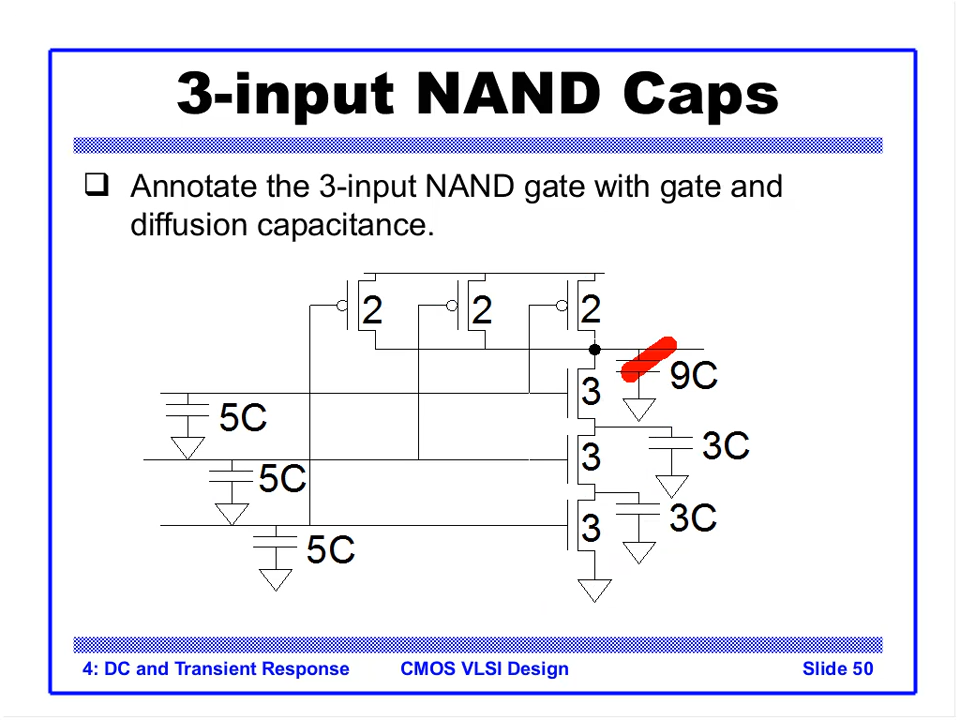 3-input NAND Caps
Annotate the 3-input NAND gate with gate and
diffusion capacitance.
2 2 2
9C
3
5C
3C
3
5C
3C
3
5C
4: DC and Transient Response CMOS VLSI Design Slide 50